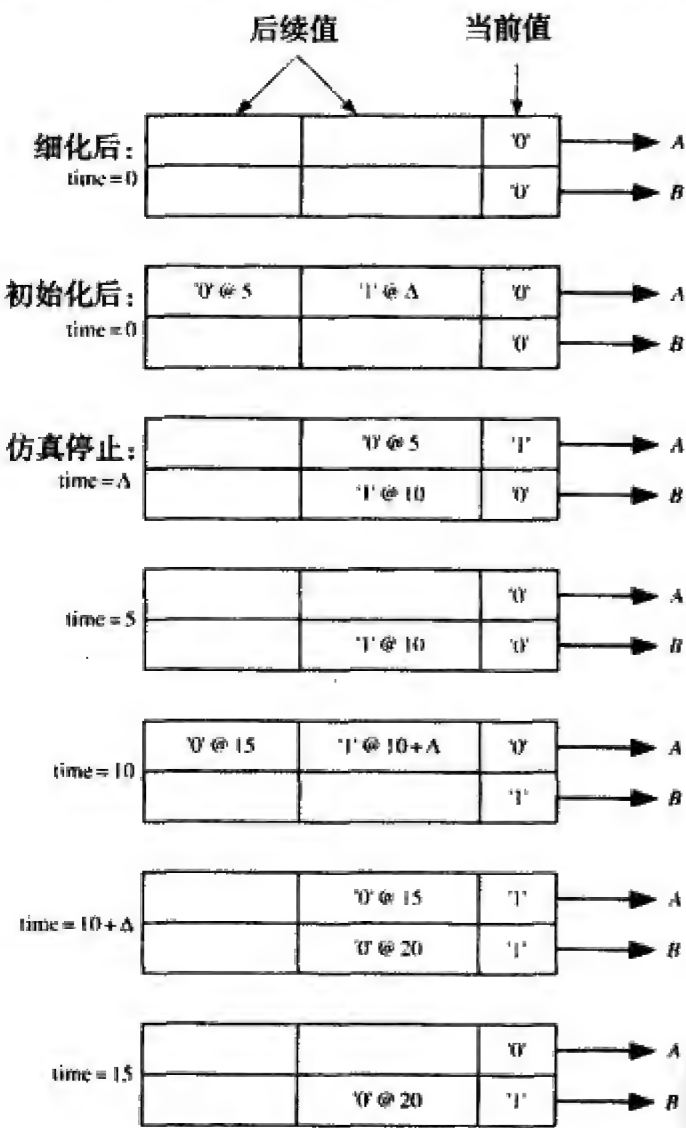 后续值 当前值
细化后: '0' A
time=0 '0' B
初始化后: '0' @ 5 '1' @ Δ '0' A
time=0 '0' B
仿真停止: '0' @ 5 '1' A
time=Δ '1' @ 10 '0' B
'0' A
time=5 '1' @ 10 '0' B
'0' @ 15 '1' @ 10+Δ '0' A
time=10 '1' B
'0' @ 15 '1' A
time=10+Δ '0' @ 20 '1' B
'0' A
time=15 '0' @ 20 '1' B